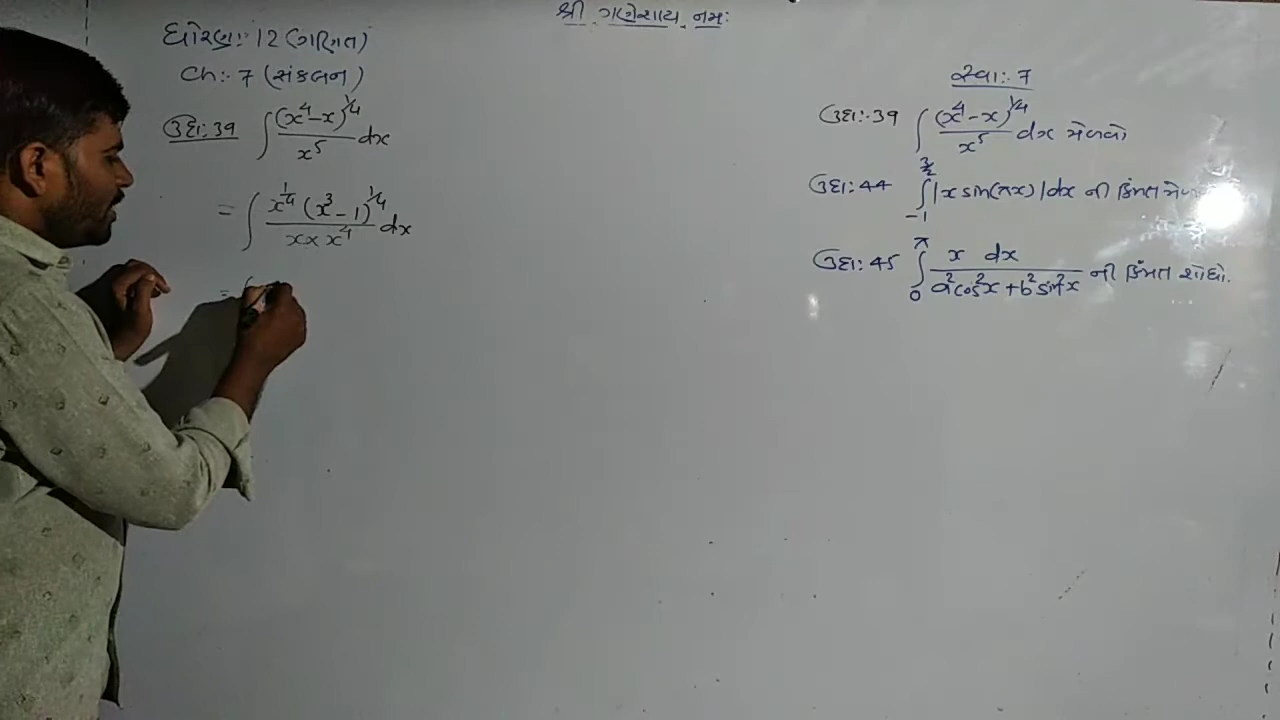 શ્રી ગણેશાય નમઃ
ધોરણઃ 12 (ગણિત)
Ch:- 7 (સંકલન)
ઉદાઃ39 ∫ (x⁴-x)^1/4 / x⁵ dx
= ∫ x^1/4 (x³-1)^1/4 / x×x⁴ dx
=
સ્વાઃ 7
ઉદાઃ-39 ∫ (x⁴-x)^1/4 / x⁵ dx મેળવો
ઉદાઃ44 ∫_{-1}^{3/2} |x sin(πx)| dx ની કિંમત
ઉદાઃ45 ∫_0^π x dx / a²cos²x + b²sin²x ની કિંમત શોધો.